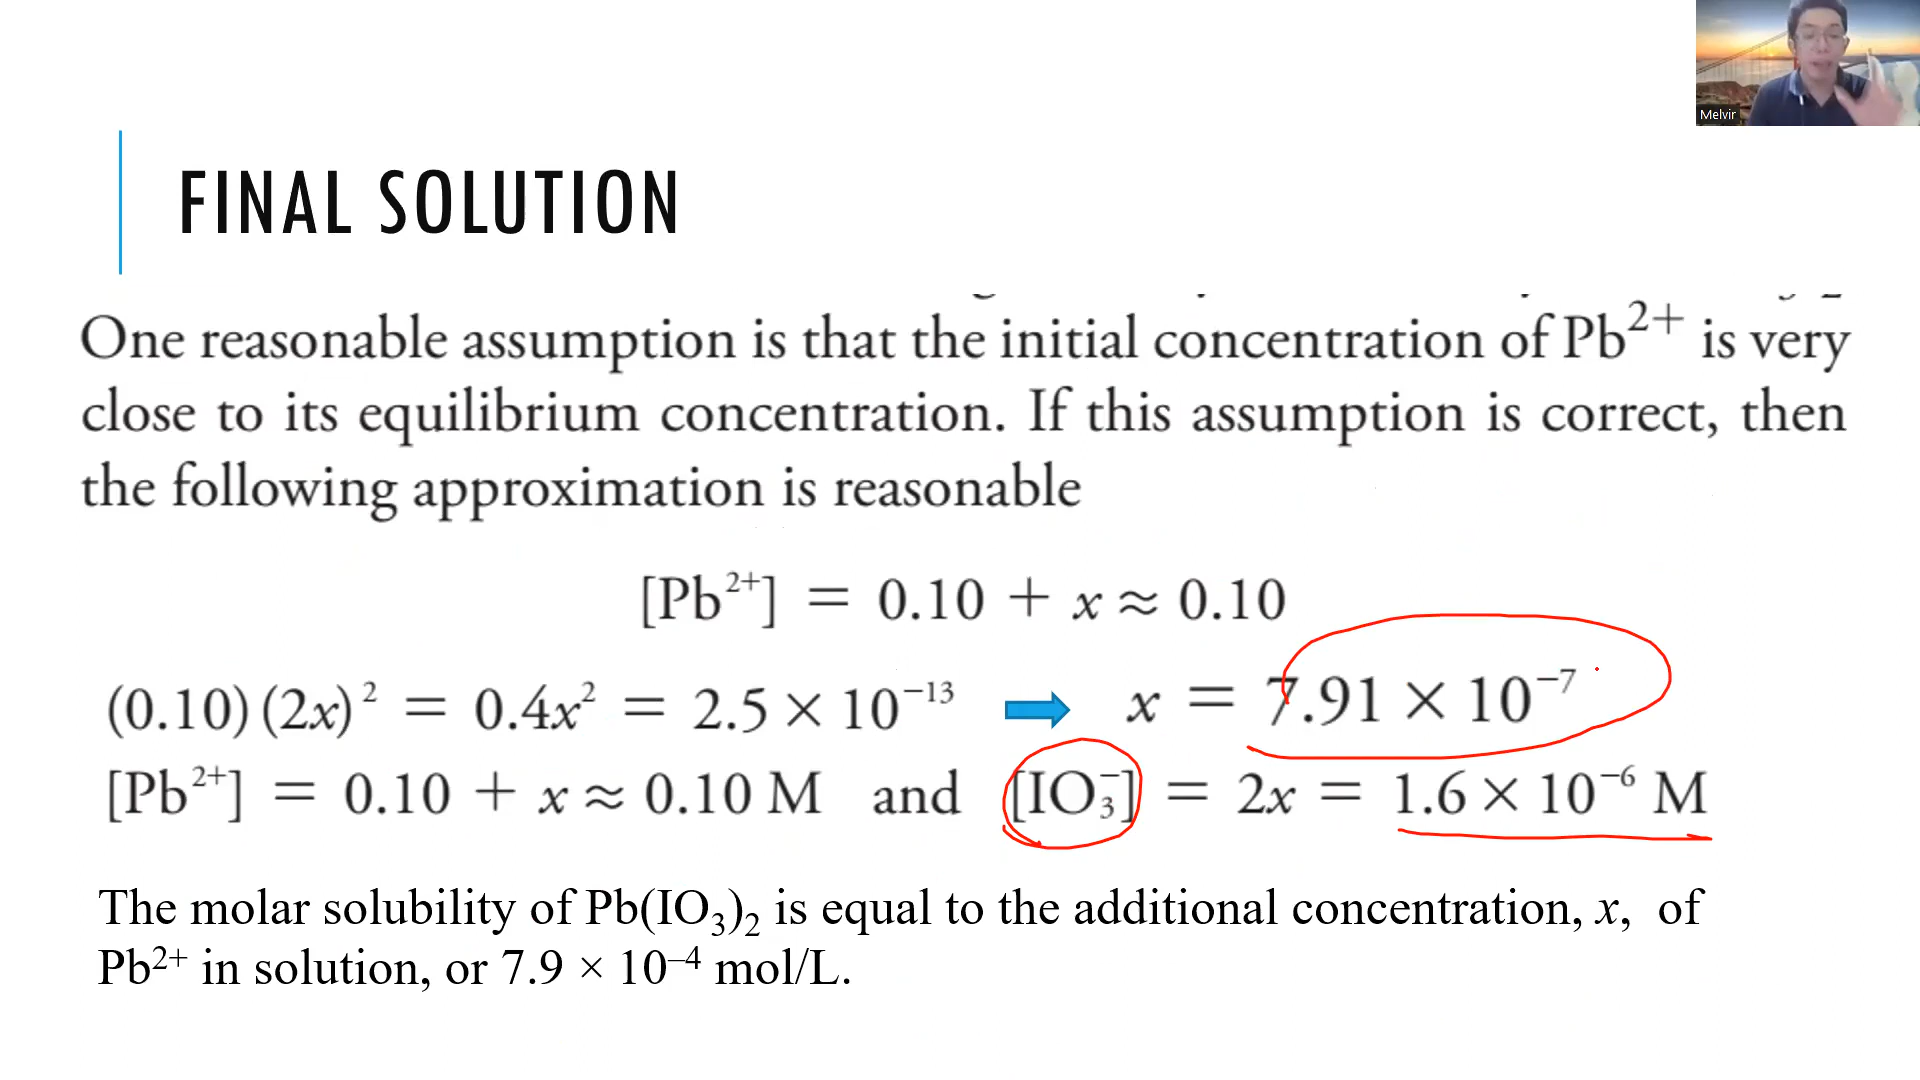 Melvir
FINAL SOLUTION
One reasonable assumption is that the initial concentration of Pb²⁺ is very
close to its equilibrium concentration. If this assumption is correct, then
the following approximation is reasonable
[Pb²⁺] = 0.10 + x ≈ 0.10
(0.10)(2x)² = 0.4x² = 2.5 × 10⁻¹³ x = 7.91 × 10⁻⁷
[Pb²⁺] = 0.10 + x ≈ 0.10 M and [IO₃⁻] = 2x = 1.6 × 10⁻⁶ M
The molar solubility of Pb(IO₃)₂ is equal to the additional concentration, x, of
Pb²⁺ in solution, or 7.9 × 10⁻⁴ mol/L.